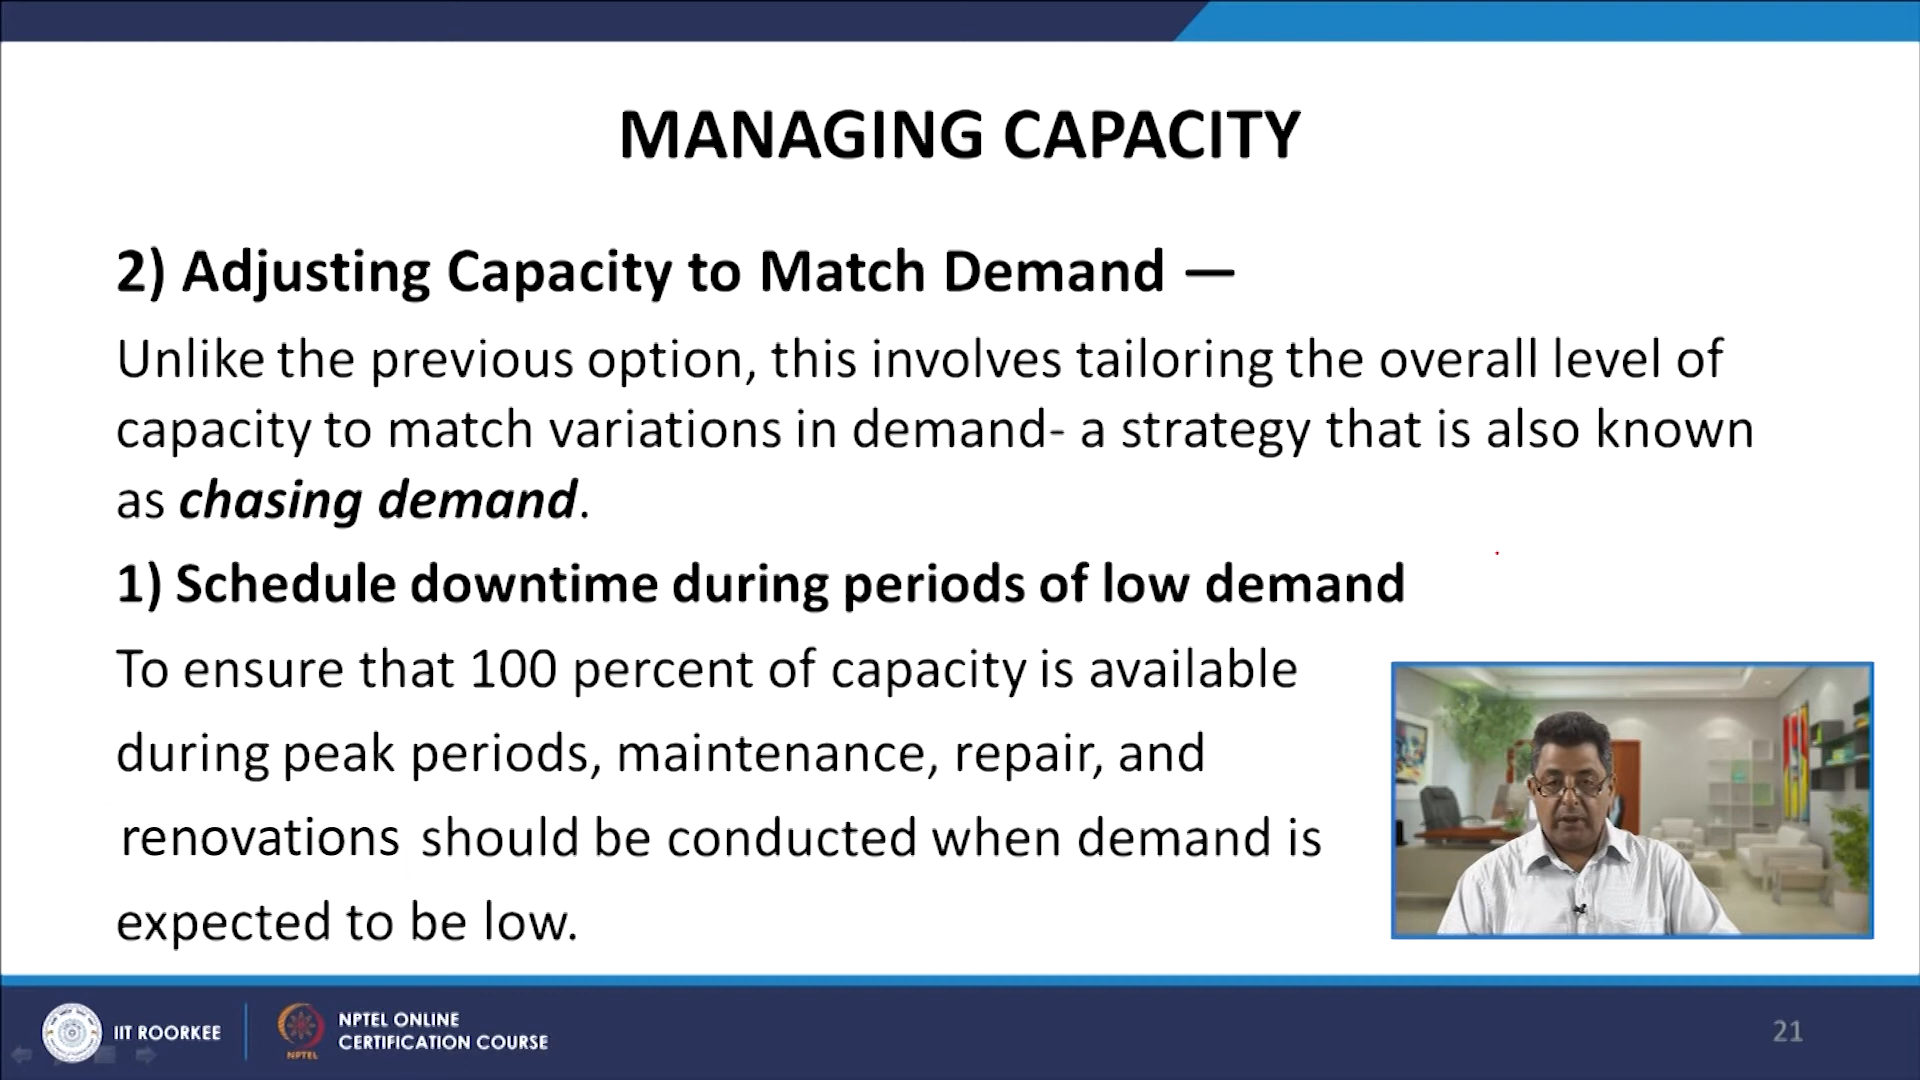 MANAGING CAPACITY
2) Adjusting Capacity to Match Demand —
Unlike the previous option, this involves tailoring the overall level of
capacity to match variations in demand- a strategy that is also known
as chasing demand.
1) Schedule downtime during periods of low demand
To ensure that 100 percent of capacity is available
during peak periods, maintenance, repair, and
renovations should be conducted when demand is
expected to be low.
IIT ROORKEE
NPTEL
NPTEL ONLINE
CERTIFICATION COURSE
21